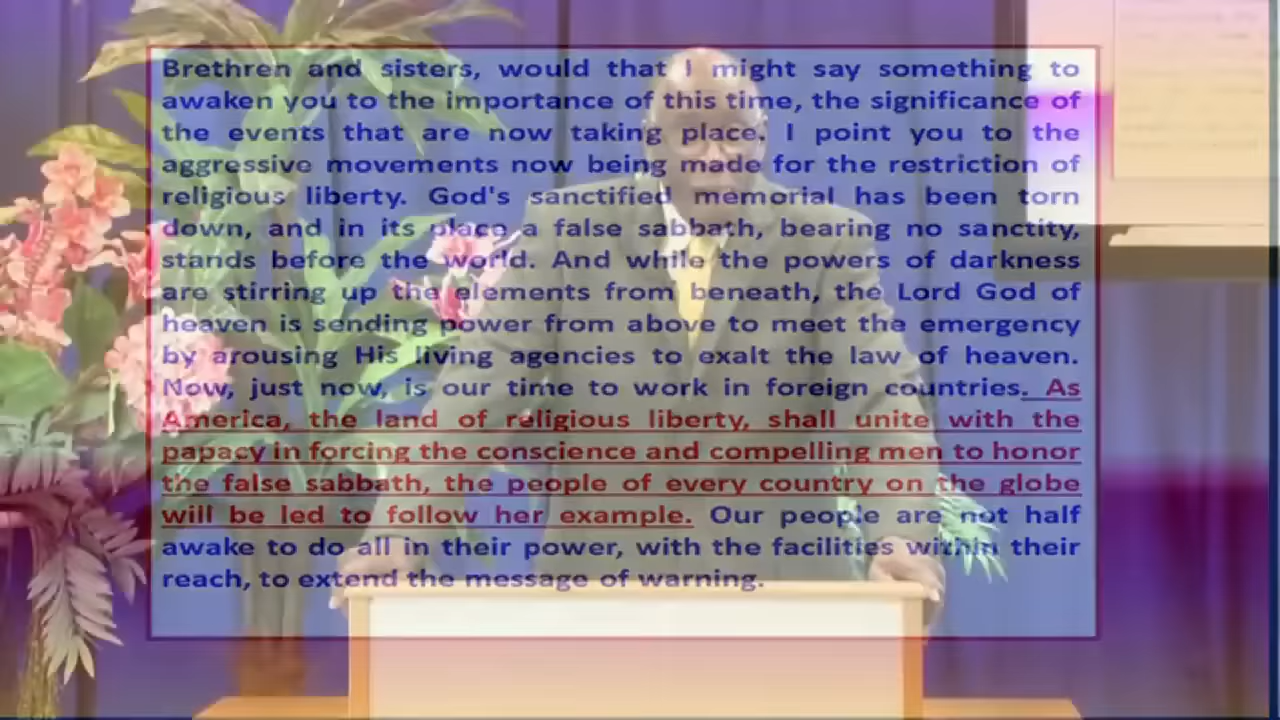 Brethren and sisters, would that I might say something to
awaken you to the importance of this time, the significance of
the events that are now taking place. I point you to the
aggressive movements now being made for the restriction of
religious liberty. God's sanctified memorial has been torn
down, and in its place a false sabbath, bearing no sanctity,
stands before the world. And while the powers of darkness
are stirring up the elements from beneath, the Lord God of
heaven is sending power from above to meet the emergency
by arousing His living agencies to exalt the law of heaven.
Now, just now, is our time to work in foreign countries. As
America, the land of religious liberty, shall unite with the
papacy in forcing the conscience and compelling men to honor
the false sabbath, the people of every country on the globe
will be led to follow her example. Our people are not half
awake to do all in their power, with the facilities within their
reach, to extend the message of warning.